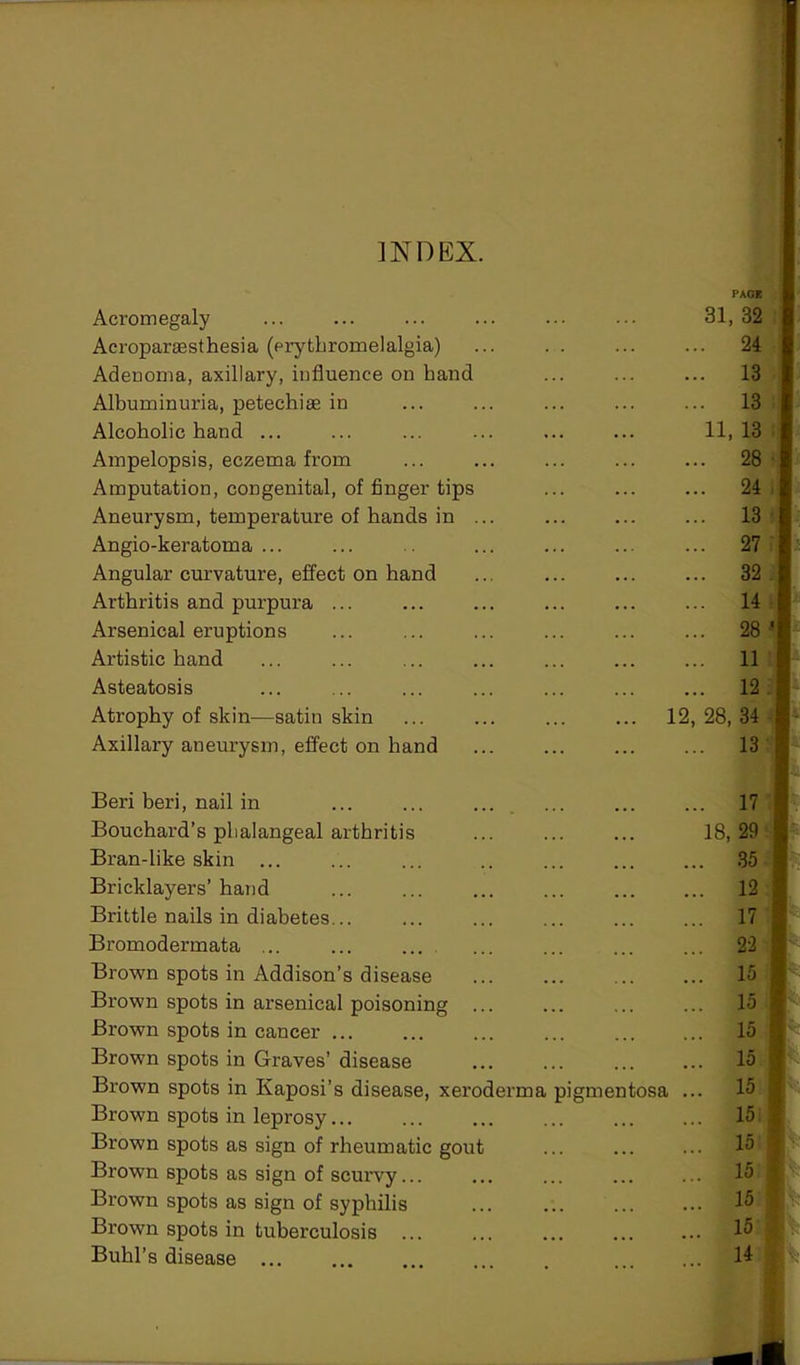 INDEX.
PAGE
Acromegaly ... ... ... ... ... ... 31, 32
Acroparæsthesia (erythromelalgia) ... . . ... ... 24
Adenoma, axillary, influence on hand ... ... ... 13
Albuminuria, petechiæ in ... ... ... ... ... 13
Alcoholic hand ... ... ... ... ... ... 11, 13
Ampelopsis, eczema from ... ... ... ... ... 28
Amputation, congenital, of finger tips ... ... ... 24
Aneurysm, temperature of hands in ... ... ... ... 13
Angio-keratoma ... ... .. ... ... ... ... 27
Angular curvature, effect on hand ... ... ... ... 32
Arthritis and purpura ... ... ... ... ... ... 14
Arsenical eruptions ... ... ... ... ... ... 28
Artistic hand ... ... ... ... ... ... ... 11
Asteatosis ... ... ... ... ... ... ... 12
Atrophy of skin—satin skin ... ... ... ... 12, 28, 34
Axillary aneurysm, effect on hand ... ... ... ... 13
Beri beri, nail in ... ... ... ... ... ... 17
Bouchard's phalangeal arthritis ... ... ... 18, 29
Bran-like skin ... ... ... .. ... ... ... 35
Bricklayers' hand ... ... ... ... ... ... 12
Brittle nails in diabetes... ... ... ... ... ... 17
Bromodermata ... ... ... ... ... ... ... 22
Brown spots in Addison's disease ... ... ... ... 15
Brown spots in arsenical poisoning ... ... ... ... 15
Brown spots in cancer ... ... ... ... ... ... 15
Brown spots in Graves' disease ... ... ... ... 15
Brown spots in Kaposi's disease, xeroderma pigmentosa ... 15
Brown spots in leprosy... ... ... ... ... ... 15
Brown spots as sign of rheumatic gout ... ... ... 15
Brown spots as sign of scurvy... ... ... ... ... 15
Brown spots as sign of syphilis ... ... ... ... 15
Brown spots in tuberculosis ... ... ... ... ... 15
Buhl's disease ... ... ... ... . ... ... 14